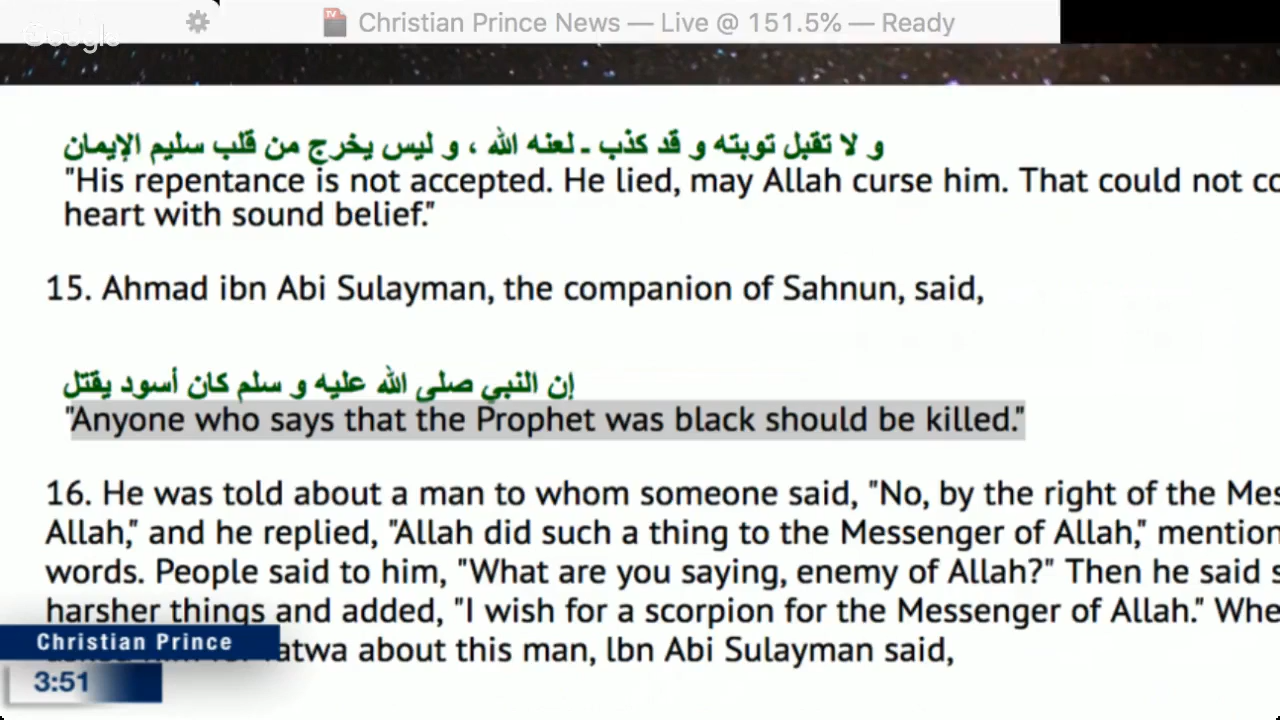 Google
TV
Christian Prince News — Live @ 151.5% — Ready
و لا تقبل توبته و قد كذب ـ لعنه الله ، و ليس يخرج من قلب سليم الإيمان
"His repentance is not accepted. He lied, may Allah curse him. That could not co
heart with sound belief."
15. Ahmad ibn Abi Sulayman, the companion of Sahnun, said,
إن النبي صلى الله عليه و سلم كان أسود يقتل
"Anyone who says that the Prophet was black should be killed."
16. He was told about a man to whom someone said, "No, by the right of the Mes
Allah," and he replied, "Allah did such a thing to the Messenger of Allah," mention
words. People said to him, "What are you saying, enemy of Allah?" Then he said s
harsher things and added, "I wish for a scorpion for the Messenger of Allah." Whe
fatwa about this man, lbn Abi Sulayman said,
Christian Prince
3:51